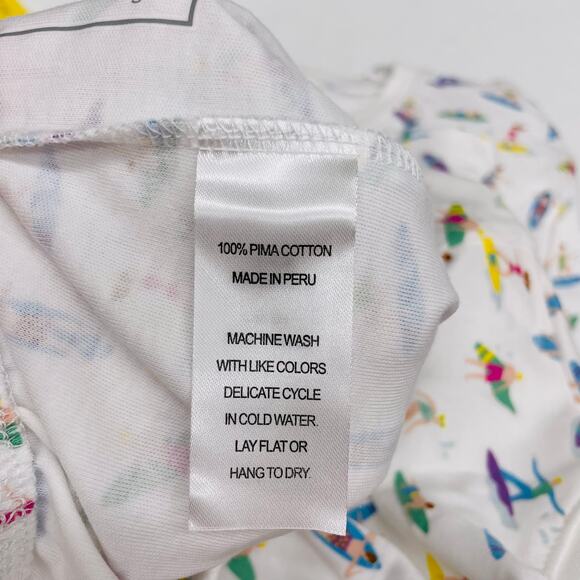 100% PIMA COTTON
MADE IN PERU
MACHINE WASH
WITH LIKE COLORS
DELICATE CYCLE
IN COLD WATER.
LAY FLAT OR
HANG TO DRY.